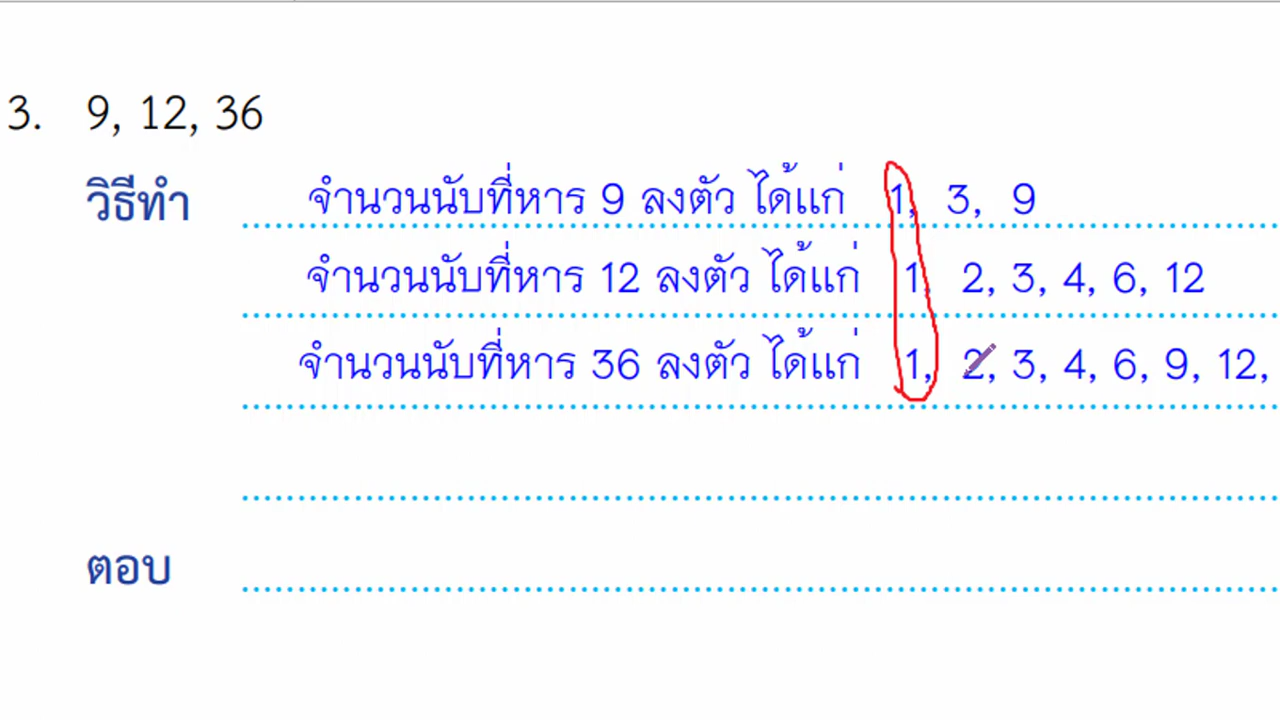 3. 9, 12, 36
วิธีทำ จำนวนนับที่หาร 9 ลงตัว ได้แก่ 1, 3, 9
จำนวนนับที่หาร 12 ลงตัว ได้แก่ 1, 2, 3, 4, 6, 12
จำนวนนับที่หาร 36 ลงตัว ได้แก่ 1, 2, 3, 4, 6, 9, 12,
ตอบ